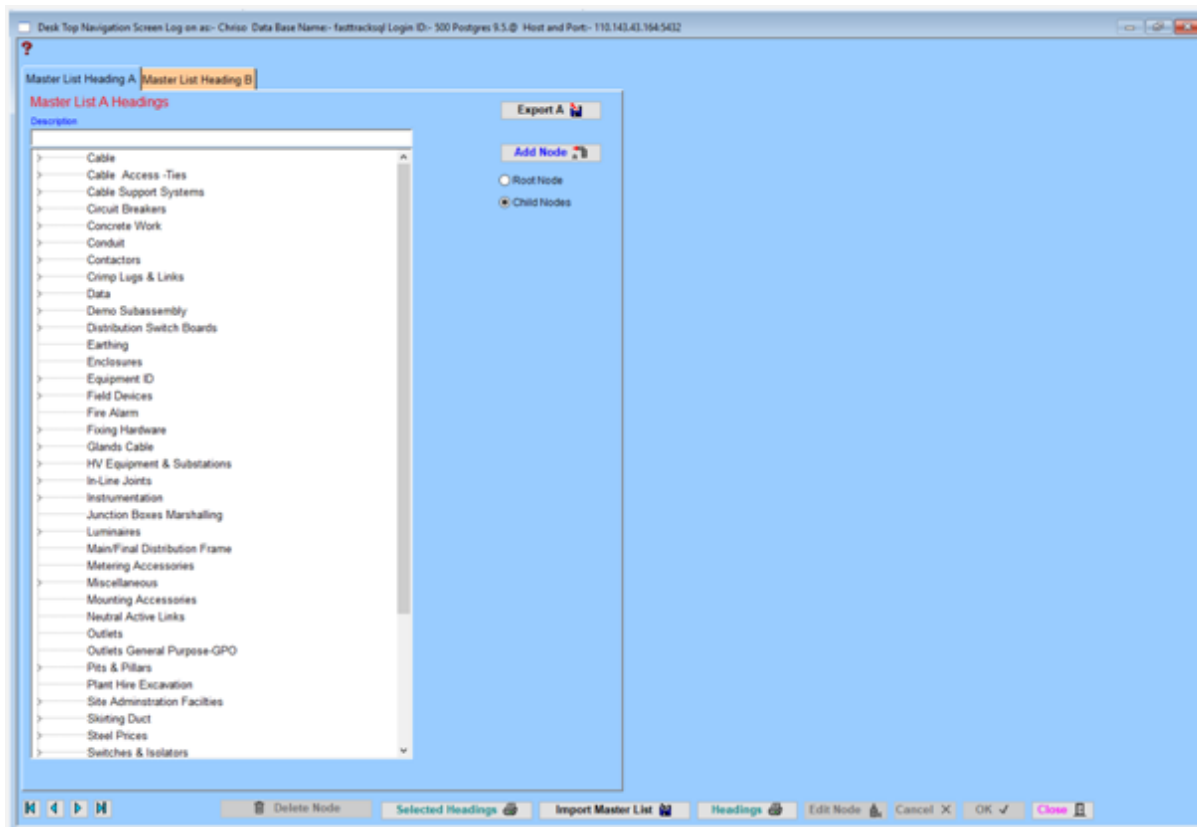 Desk Top Navigation Screen Log on as:- Chriso Data Base Name:- fasttracksql Login ID:- 500 Postgres 9.5.@ Host and Port:- 110.143.43.164:5432
?
Master List Heading A Master List Heading B
Master List A Headings
Export A
Description
Add Node
Root Node
Child Nodes
Cable
Cable Access -Ties
Cable Support Systems
Circuit Breakers
Concrete Work
Conduit
Contactors
Crimp Lugs & Links
Data
Demo Subassembly
Distribution Switch Boards
Earthing
Enclosures
Equipment ID
Field Devices
Fire Alarm
Fixing Hardware
Glands Cable
HV Equipment & Substations
In-Line Joints
Instrumentation
Junction Boxes Marshalling
Luminaires
Main/Final Distribution Frame
Metering Accessories
Miscellaneous
Mounting Accessories
Neutral Active Links
Outlets
Outlets General Purpose-GPO
Pits & Pillars
Plant Hire Excavation
Site Adminstration Facilties
Skirting Duct
Steel Prices
Switches & Isolators
Delete Node Selected Headings Import Master List Headings Edit Node Cancel OK Close